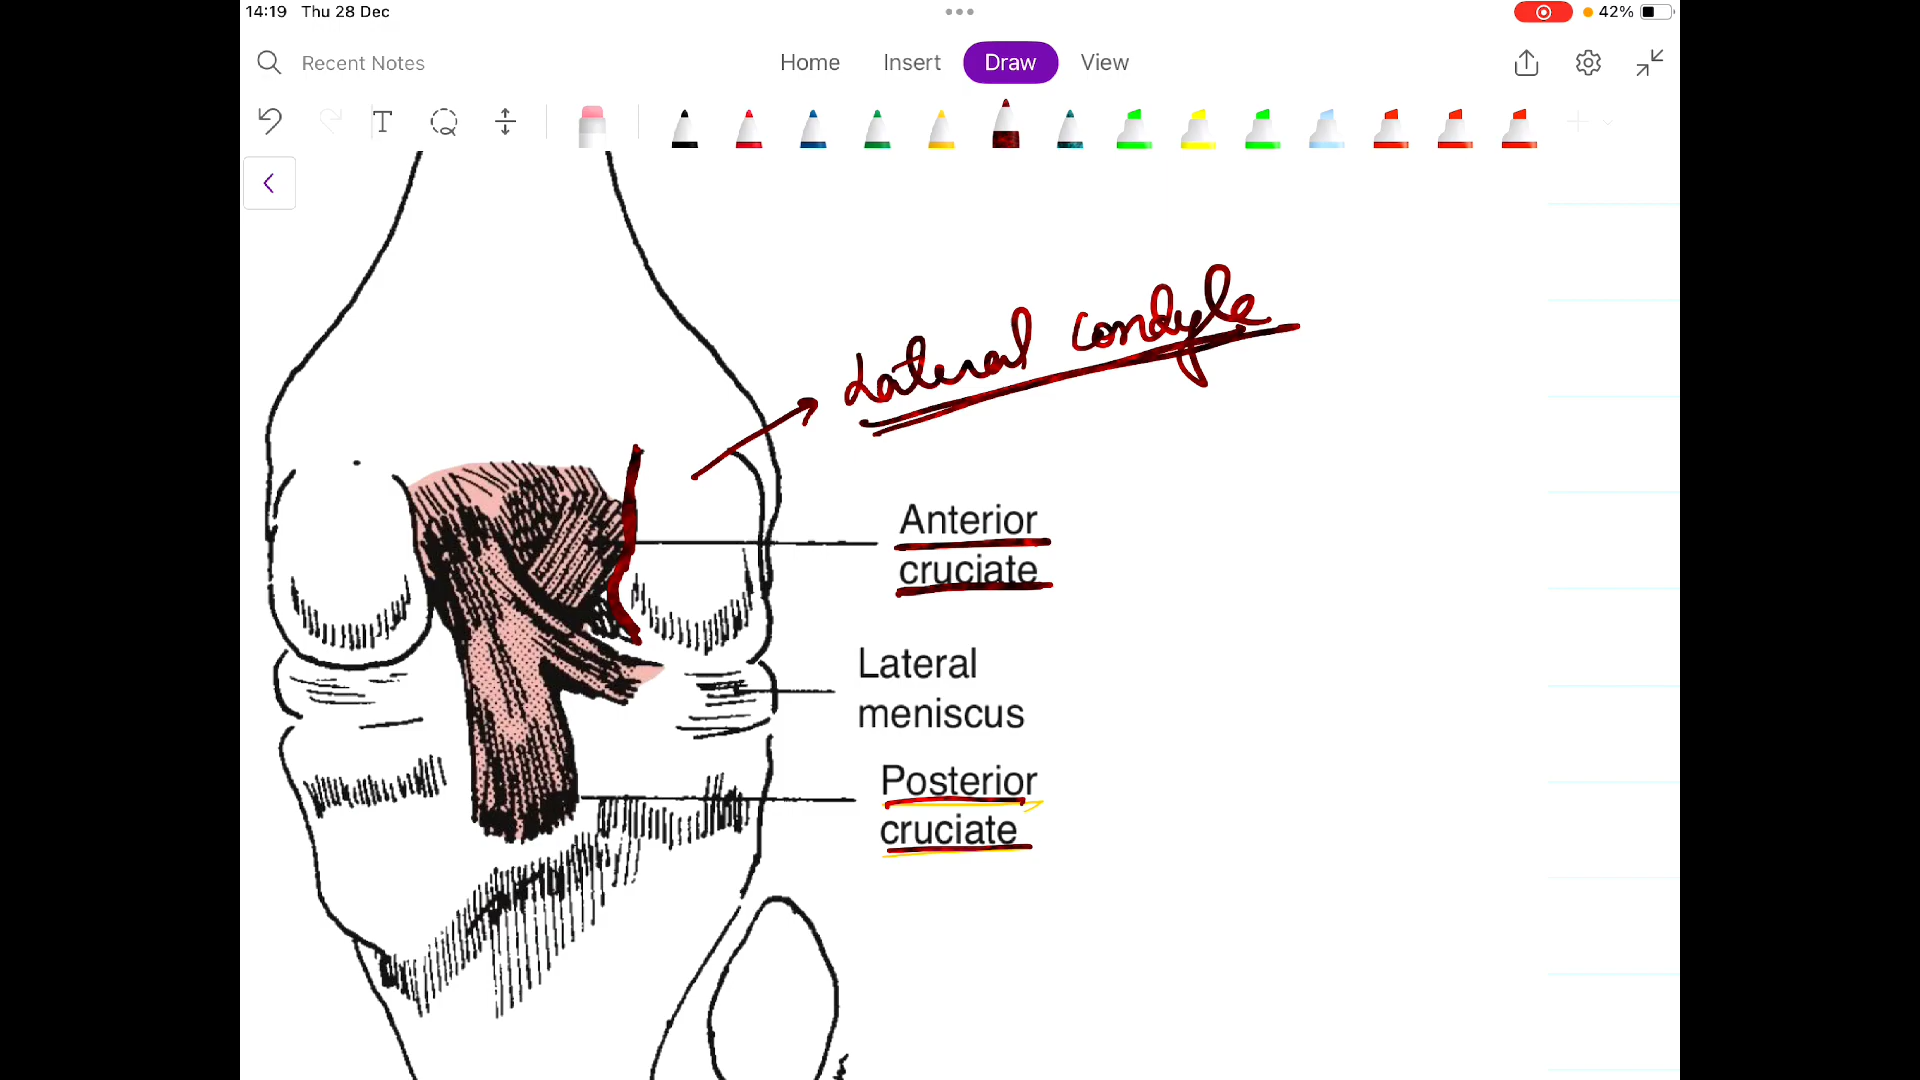 14:19 Thu 28 Dec
42%
Recent Notes
Home Insert Draw View
T
Lateral condyle
Anterior
cruciate
Lateral
meniscus
Posterior
cruciate